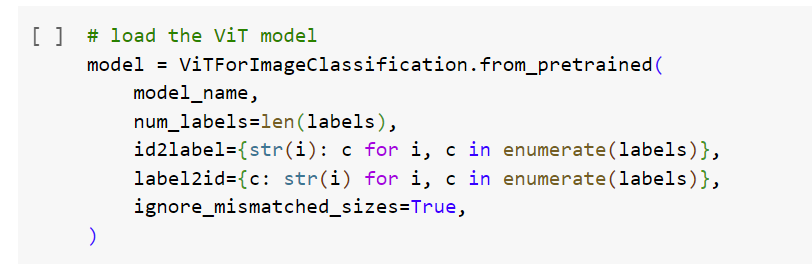 [ ] # load the ViT model
model = ViTForImageClassification.from_pretrained(
    model_name,
    num_labels=len(labels),
    id2label={str(i): c for i, c in enumerate(labels)},
    label2id={c: str(i) for i, c in enumerate(labels)},
    ignore_mismatched_sizes=True,
)